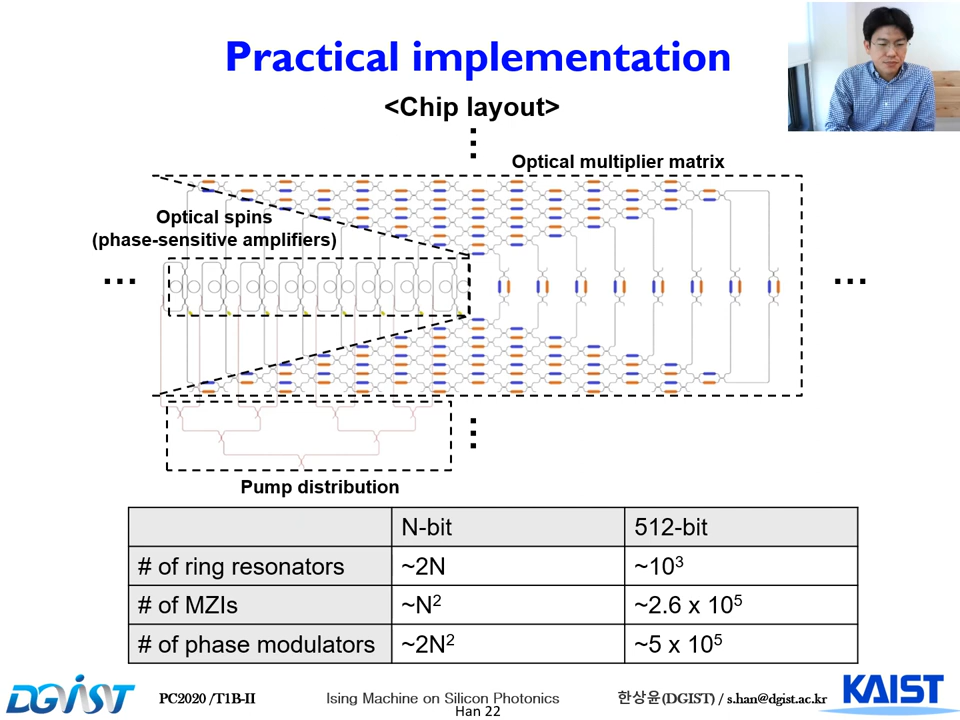 Practical implementation
<Chip layout>
Optical multiplier matrix
Optical spins
(phase-sensitive amplifiers)
Pump distribution
N-bit 512-bit
# of ring resonators ~2N ~10³
# of MZIs ~N² ~2.6 x 10⁵
# of phase modulators ~2N² ~5 x 10⁵
DGIST PC2020 /T1B-II Ising Machine on Silicon Photonics 한상윤(DGIST) / s.han@dgist.ac.kr KAIST
Han 22